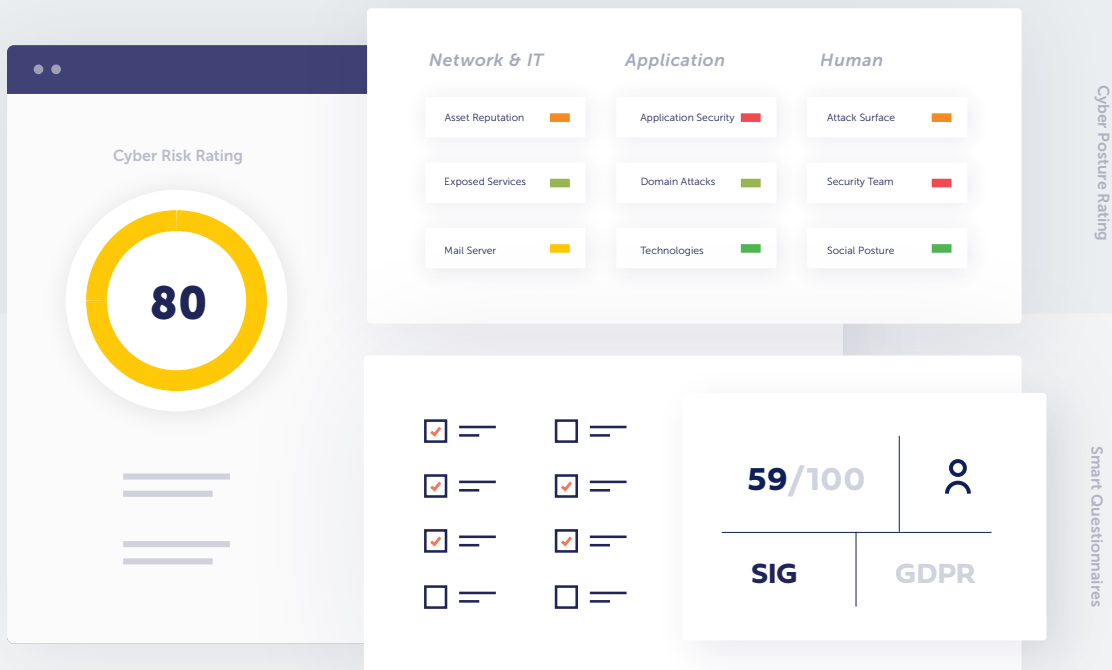 Cyber Risk Rating
80
Network & IT
Application
Human
Asset Reputation
Application Security
Attack Surface
Exposed Services
Domain Attacks
Security Team
Mail Server
Technologies
Social Posture
Cyber Posture Rating
59/100
SIG
GDPR
Smart Questionnaires